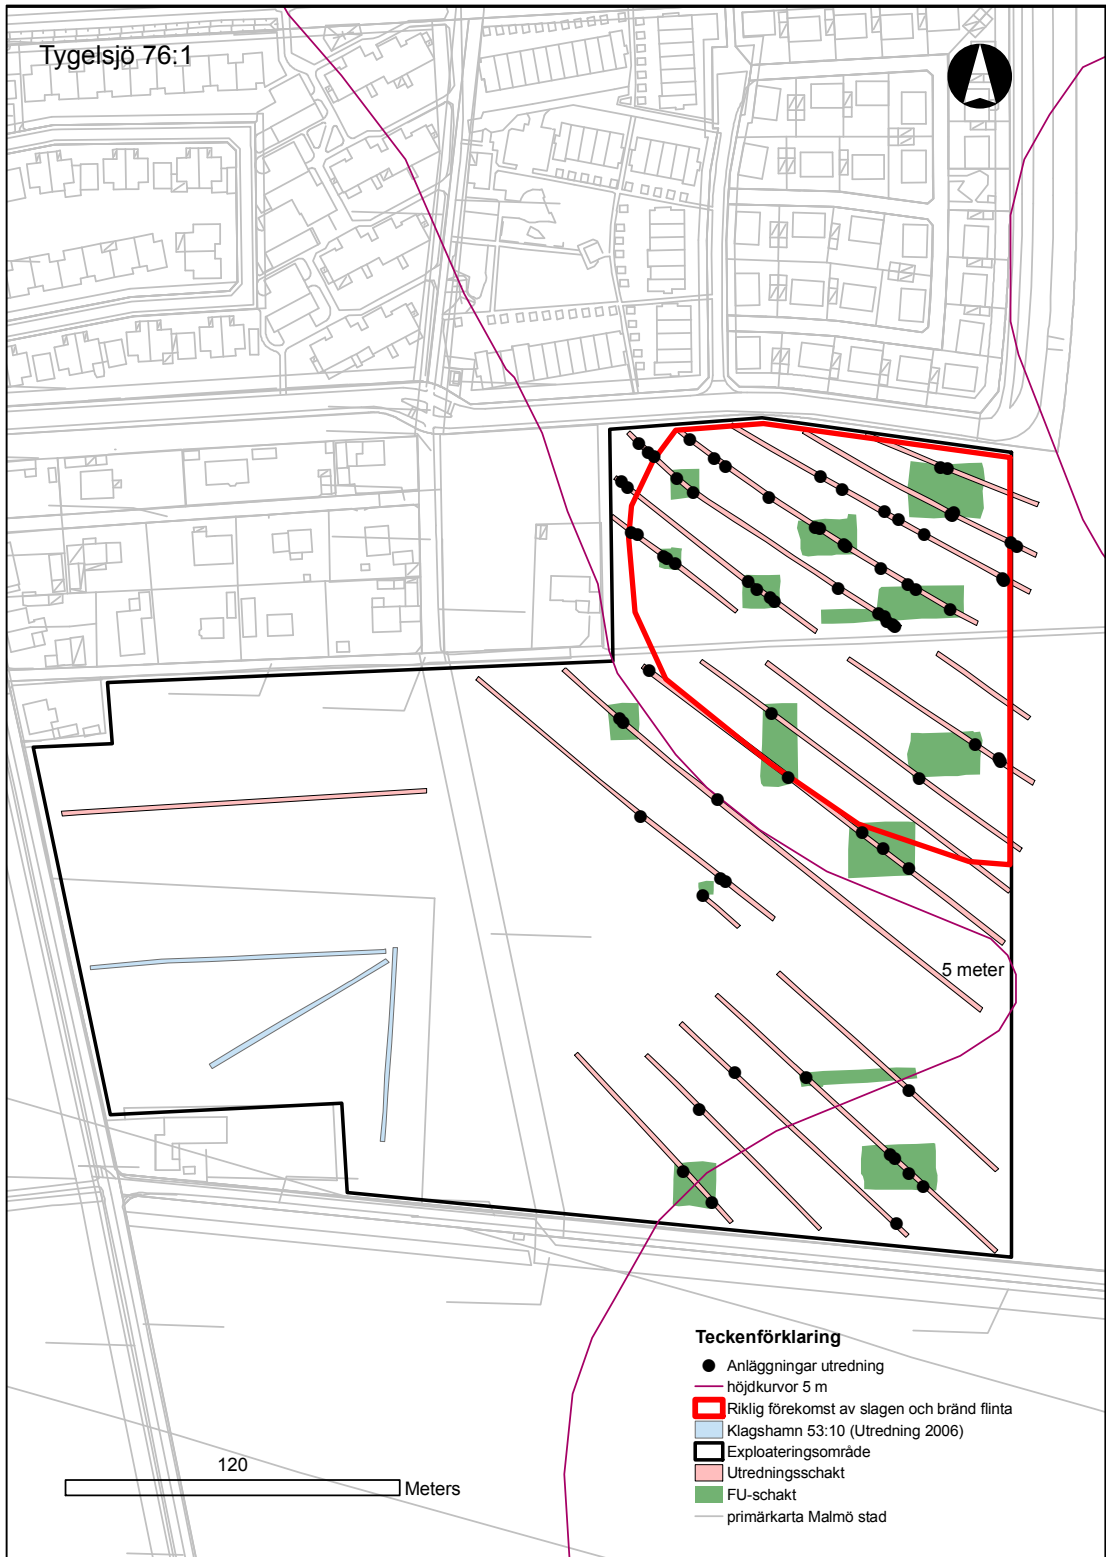 Tygelsjö 76:1
5 meter
Teckenförklaring
Anläggningar utredning
höjdkurvor 5 m
Riklig förekomst av slagen och bränd flinta
Klagshamn 53:10 (Utredning 2006)
Exploateringsområde
Utredningsschakt
FU-schakt
primärkarta Malmö stad
120
Meters